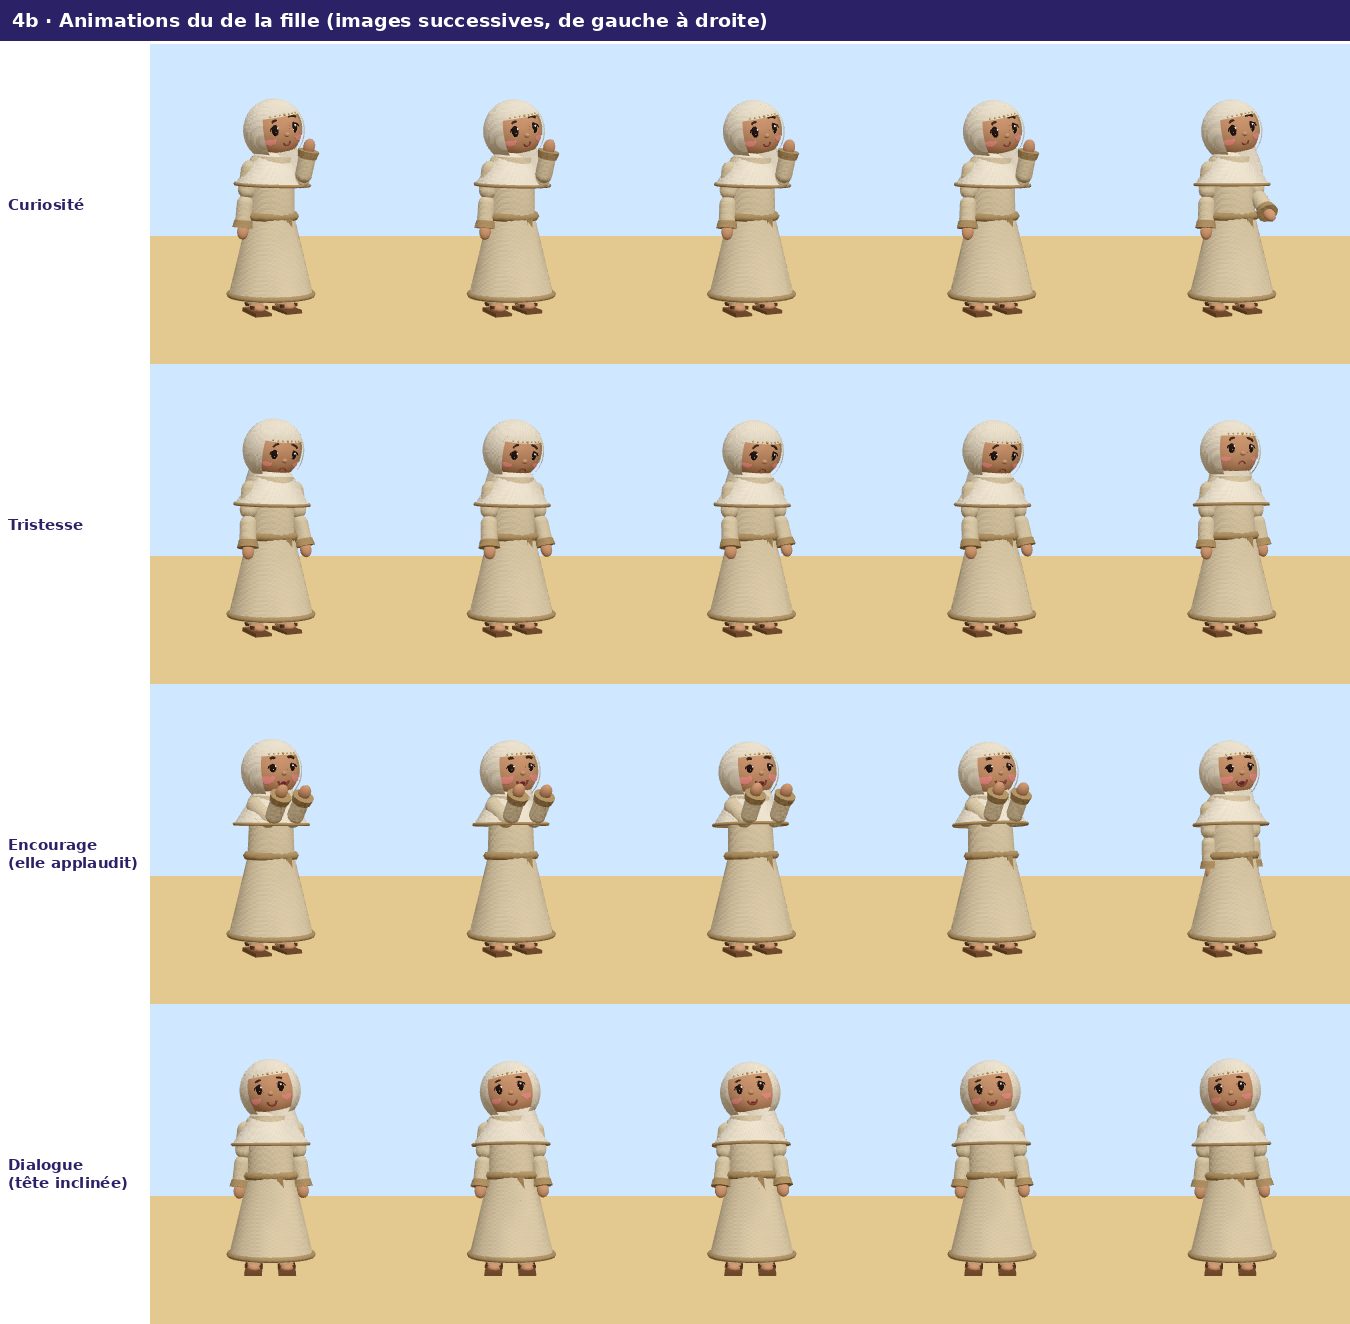 4b · Animations du de la fille (images successives, de gauche à droite)
Curiosité
Tristesse
Encourage
(elle applaudit)
Dialogue
(tête inclinée)